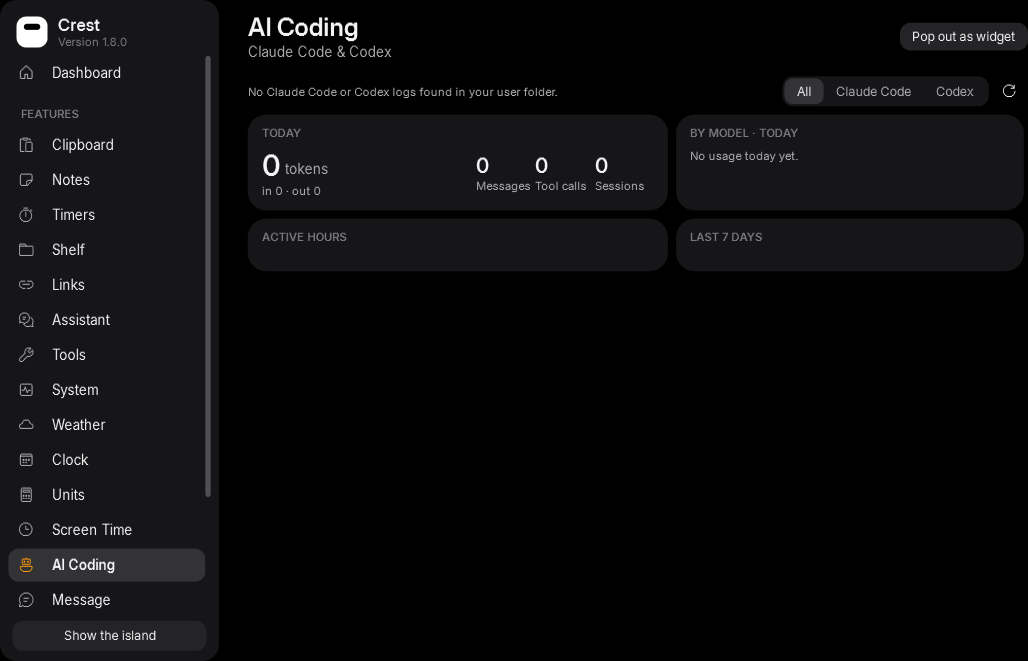 Crest
Version 1.8.0
Dashboard
FEATURES
Clipboard
Notes
Timers
Shelf
Links
Assistant
Tools
System
Weather
Clock
Units
Screen Time
AI Coding
Message
Show the island
AI Coding
Claude Code & Codex
Pop out as widget
No Claude Code or Codex logs found in your user folder.
All Claude Code Codex
TODAY
0 tokens
in 0 · out 0
0 0 0
Messages Tool calls Sessions
BY MODEL · TODAY
No usage today yet.
ACTIVE HOURS
LAST 7 DAYS